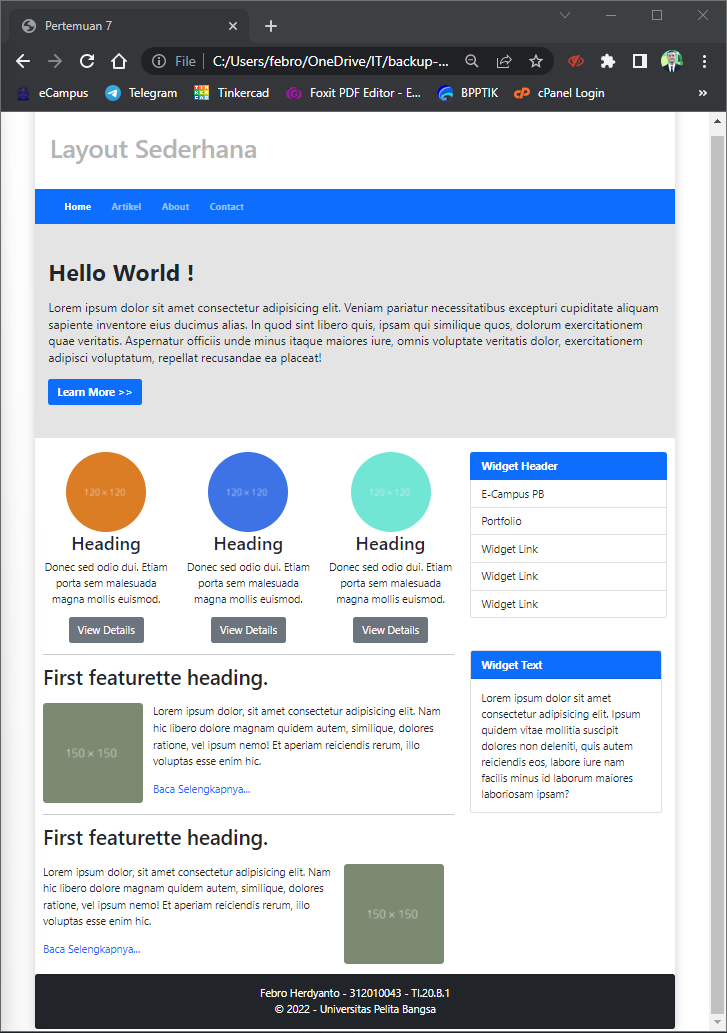 Pertemuan 7
File
C:/Users/febro/OneDrive/IT/backup-...
eCampus
Telegram
Tinkercad
Foxit PDF Editor - E...
BPPTIK
cPanel Login
»
Layout Sederhana
Home Artikel About Contact
Hello World !
Lorem ipsum dolor sit amet consectetur adipisicing elit. Veniam pariatur necessitatibus excepturi cupiditate aliquam
sapiente inventore eius ducimus alias. In quod sint libero quis, ipsam qui similique quos, dolorum exercitationem
quae veritatis. Aspernatur officiis unde minus itaque maiores iure, omnis voluptate veritatis dolor, exercitationem
adipisci voluptatum, repellat recusandae ea placeat!
Learn More >>
120 × 120
Heading
Donec sed odio dui. Etiam
porta sem malesuada
magna mollis euismod.
View Details
120 × 120
Heading
Donec sed odio dui. Etiam
porta sem malesuada
magna mollis euismod.
View Details
120 × 120
Heading
Donec sed odio dui. Etiam
porta sem malesuada
magna mollis euismod.
View Details
First featurette heading.
150 × 150
Lorem ipsum dolor, sit amet consectetur adipisicing elit. Nam
hic libero dolore magnam quidem autem, similique, dolores
ratione, vel ipsum nemo! Et aperiam reiciendis rerum, illo
voluptas esse enim hic.
Baca Selengkapnya...
First featurette heading.
Lorem ipsum dolor, sit amet consectetur adipisicing elit. Nam
hic libero dolore magnam quidem autem, similique, dolores
ratione, vel ipsum nemo! Et aperiam reiciendis rerum, illo
voluptas esse enim hic.
Baca Selengkapnya...
150 × 150
Widget Header
E-Campus PB
Portfolio
Widget Link
Widget Link
Widget Link
Widget Text
Lorem ipsum dolor sit amet
consectetur adipisicing elit. Ipsum
quidem vitae mollitia suscipit
dolores non deleniti, quis autem
reiciendis eos, labore iure nam
facilis minus id laborum maiores
laboriosam ipsam?
Febro Herdyanto - 312010043 - TI.20.B.1
© 2022 - Universitas Pelita Bangsa